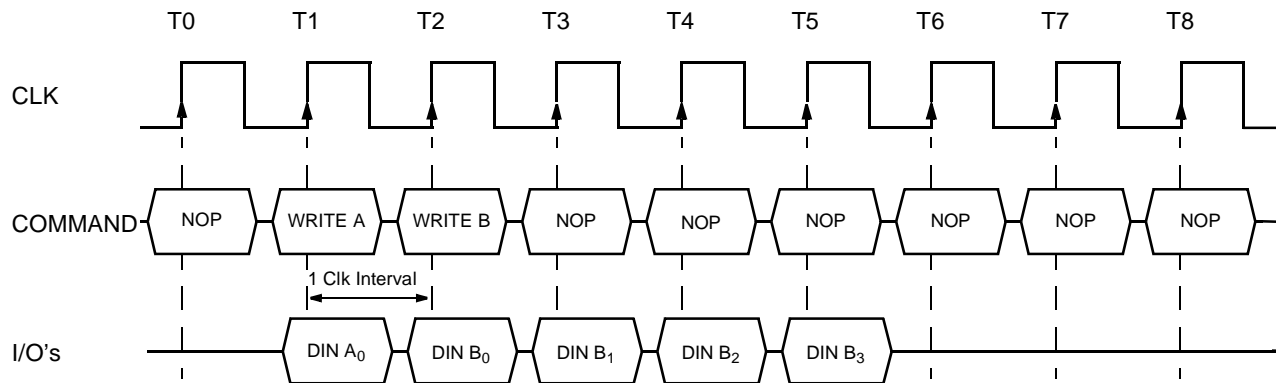 T0 T1 T2 T3 T4 T5 T6 T7 T8
CLK
COMMAND NOP WRITE A WRITE B NOP NOP NOP NOP NOP NOP
1 Clk Interval
I/O's DIN A0 DIN B0 DIN B1 DIN B2 DIN B3